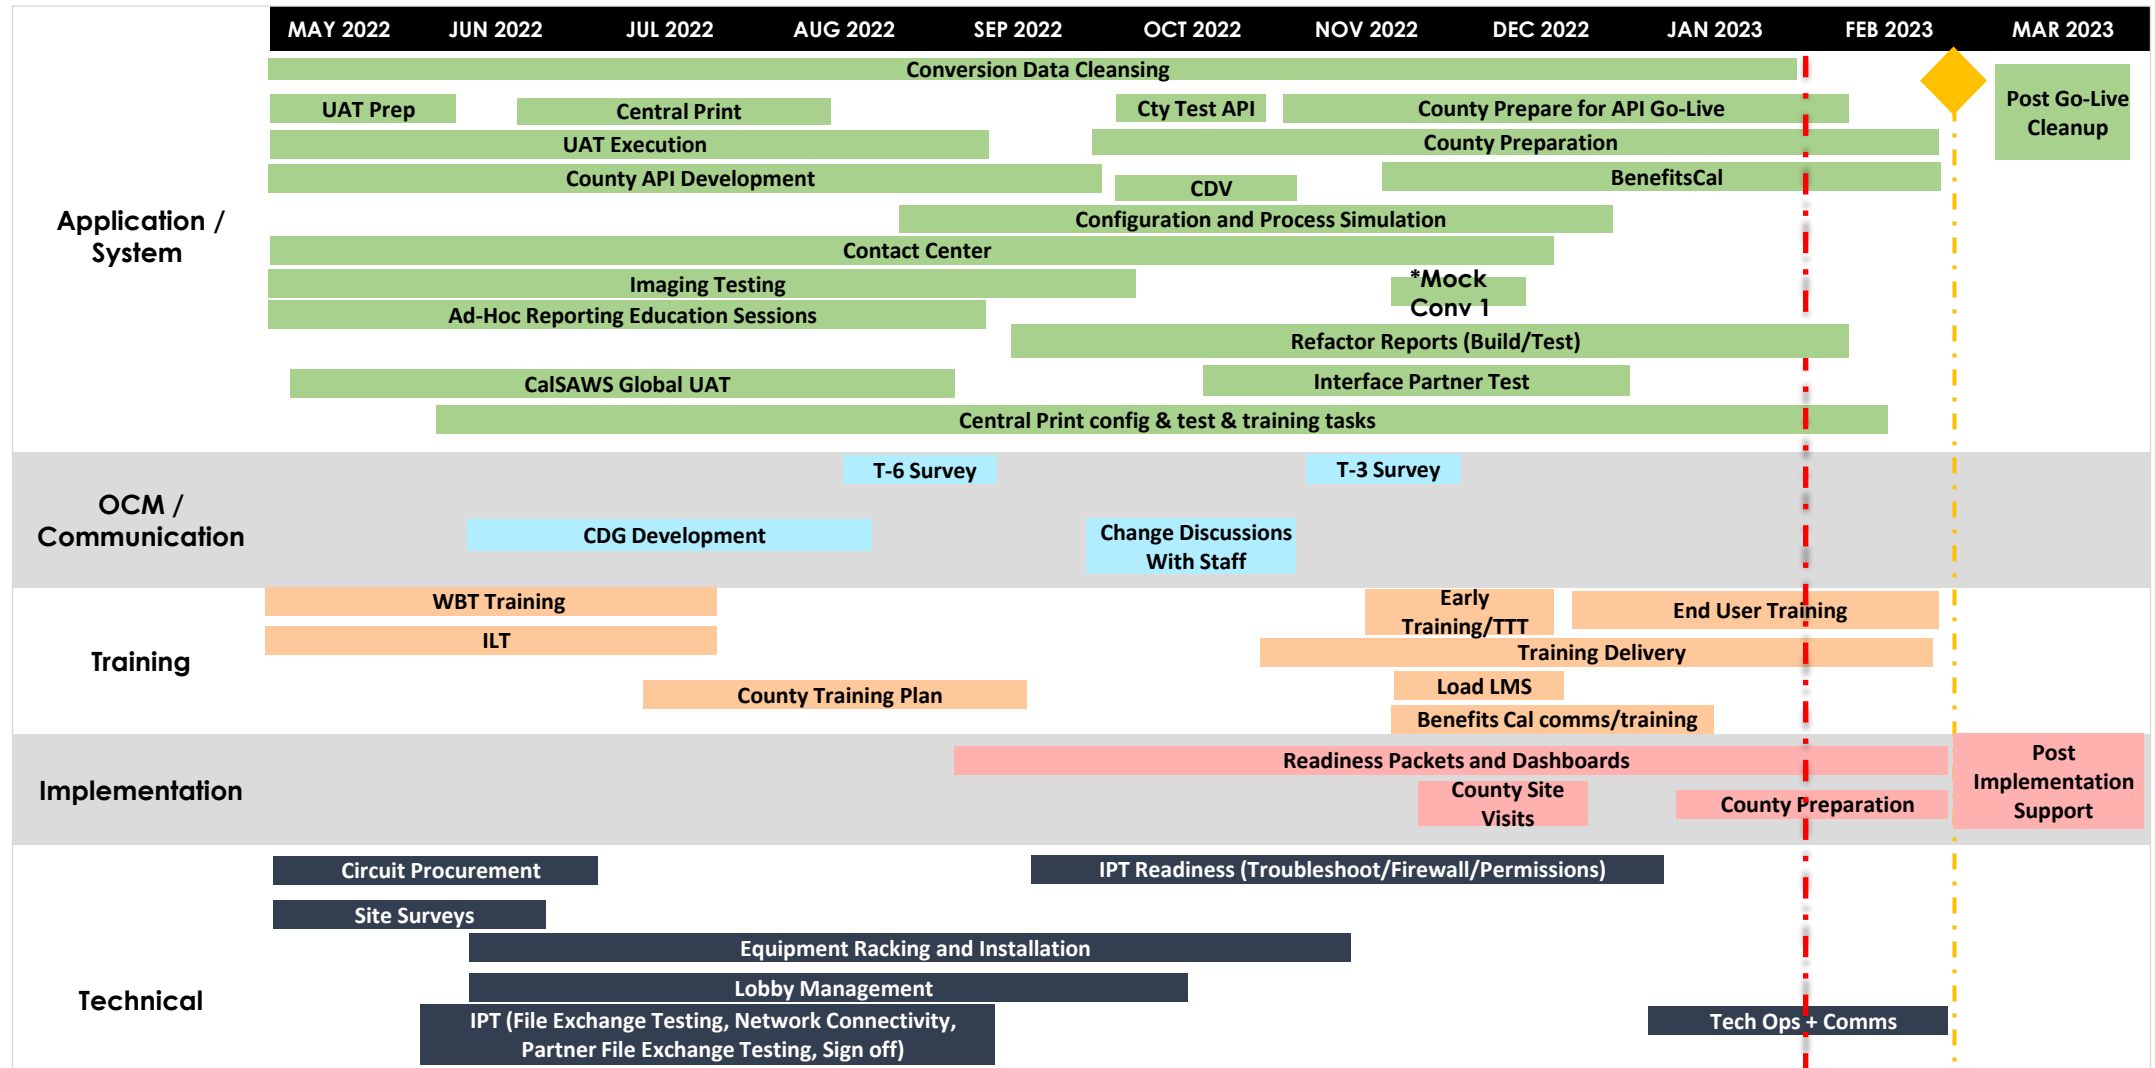 MAY 2022 JUN 2022 JUL 2022 AUG 2022 SEP 2022 OCT 2022 NOV 2022 DEC 2022 JAN 2023 FEB 2023 MAR 2023
Application /
System
Conversion Data Cleansing
Post Go-Live
Cleanup
UAT Prep
Central Print
Cty Test API
County Prepare for API Go-Live
UAT Execution
County Preparation
County API Development
CDV
BenefitsCal
Configuration and Process Simulation
Contact Center
Imaging Testing
*Mock
Conv 1
Ad-Hoc Reporting Education Sessions
Refactor Reports (Build/Test)
CalSAWS Global UAT
Interface Partner Test
Central Print config & test & training tasks
OCM /
Communication
T-6 Survey
T-3 Survey
CDG Development
Change Discussions
With Staff
Training
WBT Training
Early
Training/TTT
End User Training
ILT
Training Delivery
County Training Plan
Load LMS
Benefits Cal comms/training
Implementation
Readiness Packets and Dashboards
County Site
Visits
County Preparation
Post
Implementation
Support
Technical
Circuit Procurement
IPT Readiness (Troubleshoot/Firewall/Permissions)
Site Surveys
Equipment Racking and Installation
Lobby Management
IPT (File Exchange Testing, Network Connectivity,
Partner File Exchange Testing, Sign off)
Tech Ops + Comms